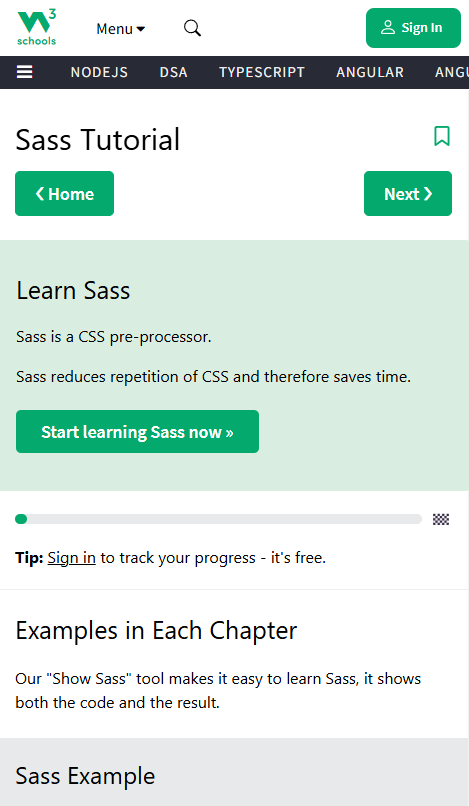 3
schools
Menu
Sign In
NODEJS DSA TYPESCRIPT ANGULAR
Sass Tutorial
❮ Home
Next ❯
Learn Sass
Sass is a CSS pre-processor.
Sass reduces repetition of CSS and therefore saves time.
Start learning Sass now »
Tip: Sign in to track your progress - it's free.
Examples in Each Chapter
Our "Show Sass" tool makes it easy to learn Sass, it shows
both the code and the result.
Sass Example